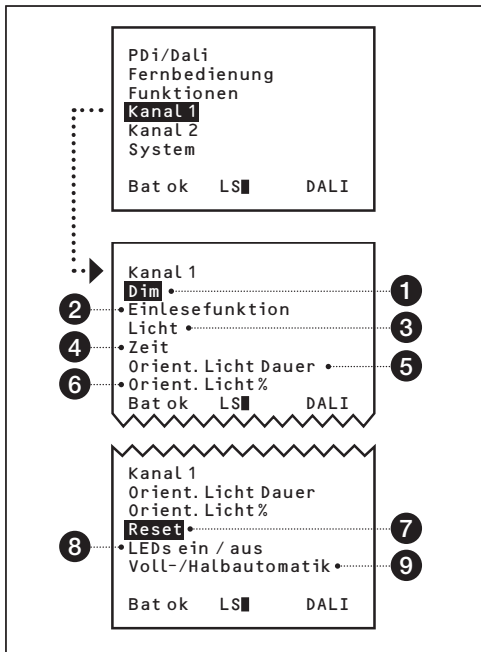 PDi/Dali
Fernbedienung
Funktionen
Kanal 1
Kanal 2
System
Bat ok LS DALI
Kanal 1
Dim 1
2 Einlesefunktion
Licht 3
4 Zeit
Orient. Licht Dauer 5
6 Orient. Licht%
Bat ok LS DALI
Kanal 1
Orient. Licht Dauer
Orient. Licht%
Reset 7
8 LEDs ein / aus
Voll-/Halbautomatik 9
Bat ok LS DALI